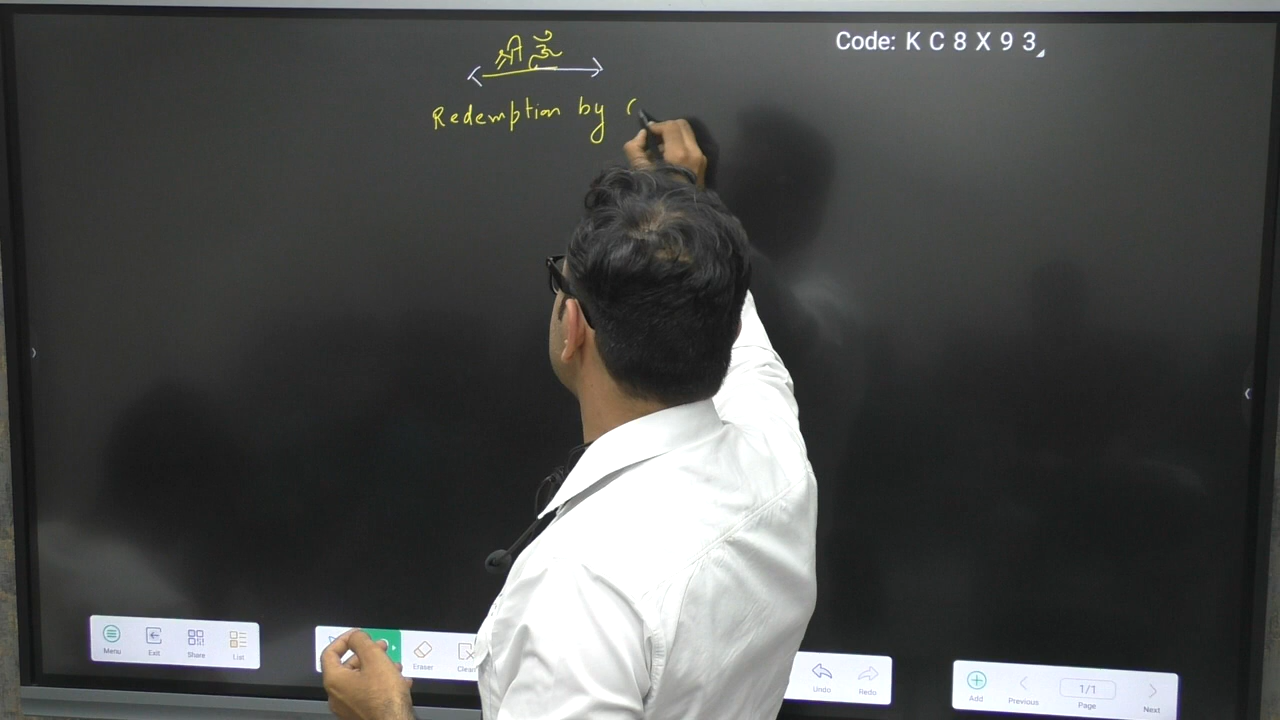 Code: K C 8 X 9 3
श्री
Redemption by
Menu
Exit
Share
List
Eraser
Undo
Redo
Add
Previous
1/1
Page
Next